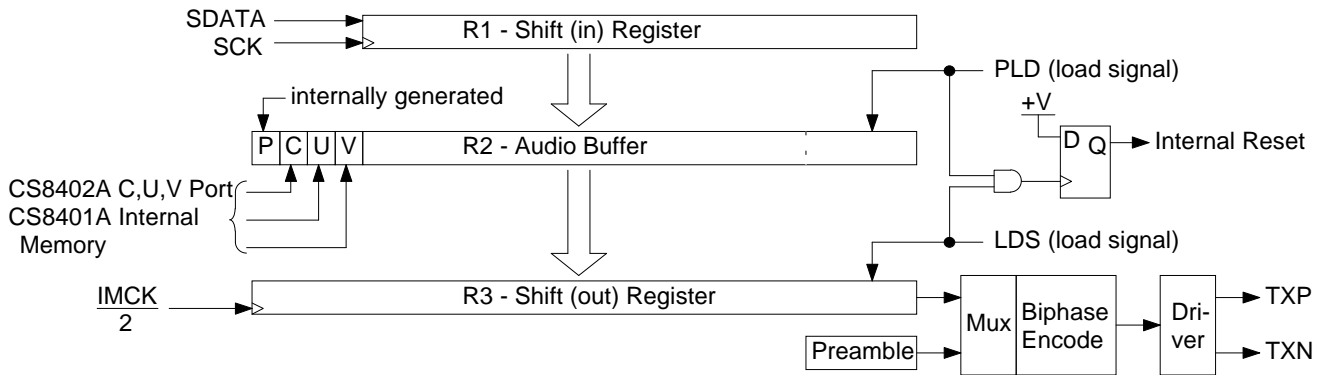 SDATA
SCK
R1 - Shift (in) Register
PLD (load signal)
internally generated
+V
P C U V
R2 - Audio Buffer
D Q
Internal Reset
CS8402A C,U,V Port
CS8401A Internal
Memory
LDS (load signal)
IMCK
2
R3 - Shift (out) Register
Mux
Biphase
Encode
Dri-
ver
TXP
TXN
Preamble